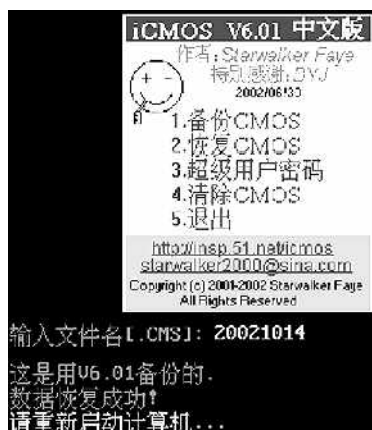 iCMOS V6.01 中文版
作者:Starwalker Faye
特别感谢:DYJ
2002/06/30
1.备份CMOS
2.恢复CMOS
3.超级用户密码
4.清除CMOS
5.退出
http://insp.51.net/icmos
starwalker2000@sina.com
Copyright (c) 2001-2002 Starwalker Faye
All Rights Reserved
输入文件名[.CMS]: 20021014
这是用V6.01备份的.
数据恢复成功!
请重新启动计算机...